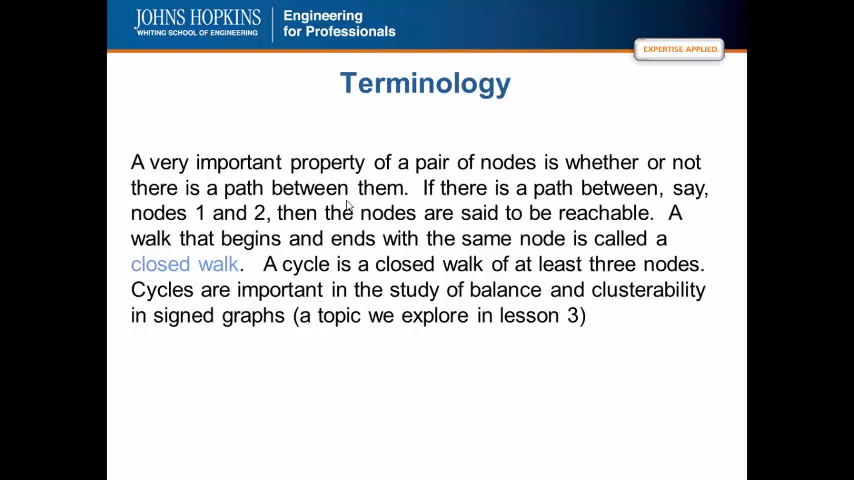 JOHNS HOPKINS
WHITING SCHOOL OF ENGINEERING
Engineering
for Professionals
EXPERTISE APPLIED.
Terminology
A very important property of a pair of nodes is whether or not
there is a path between them. If there is a path between, say,
nodes 1 and 2, then the nodes are said to be reachable. A
walk that begins and ends with the same node is called a
closed walk. A cycle is a closed walk of at least three nodes.
Cycles are important in the study of balance and clusterability
in signed graphs (a topic we explore in lesson 3)